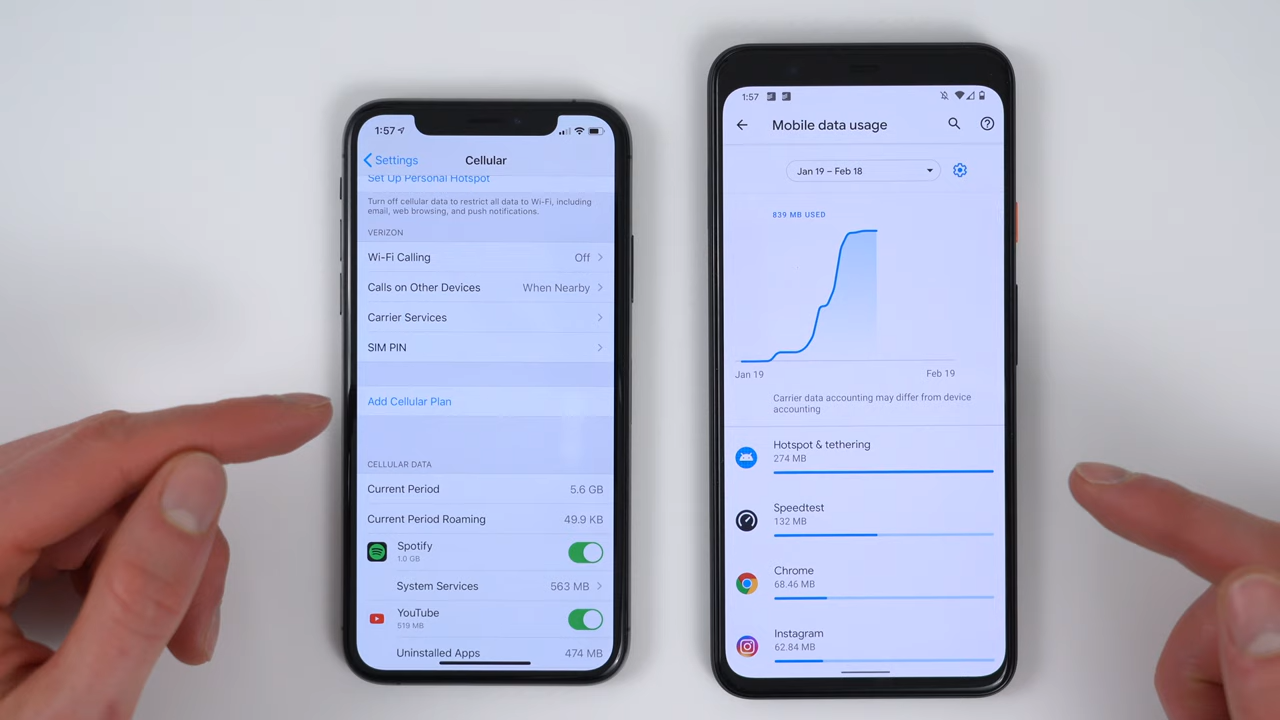 1:57
Settings
Cellular
Set Up Personal Hotspot
Turn off cellular data to restrict all data to Wi-Fi, including
email, web browsing, and push notifications.
VERIZON
Wi-Fi Calling Off
Calls on Other Devices When Nearby
Carrier Services
SIM PIN
Add Cellular Plan
CELLULAR DATA
Current Period 5.6 GB
Current Period Roaming 49.9 KB
Spotify
1.0 GB
System Services 563 MB
YouTube
519 MB
Uninstalled Apps 474 MB
1:57
Mobile data usage
Jan 19 – Feb 18
839 MB USED
Jan 19 Feb 19
Carrier data accounting may differ from device
accounting
Hotspot & tethering
274 MB
Speedtest
132 MB
Chrome
68.46 MB
Instagram
62.84 MB